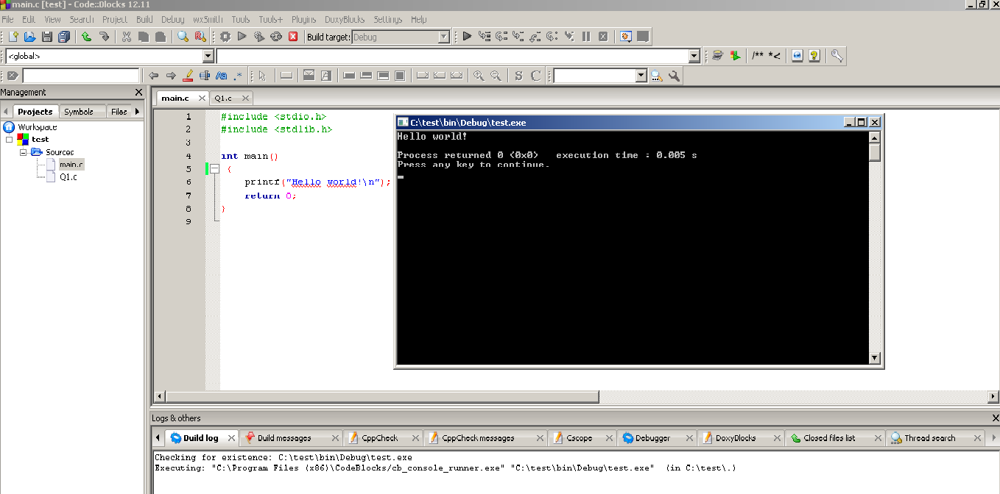 main.c [test] - Code::Blocks 12.11
File Edit View Search Project Build Debug wxSmith Tools Tools+ Plugins DoxyBlocks Settings Help
Build target: Debug
<global>
/** *<
Aa .* S C
Management
Projects Symbols Files
Workspace
test
Sources
main.c
Q1.c
main.c Q1.c
1 #include <stdio.h>
2 #include <stdlib.h>
3
4 int main()
5 {
6 printf("Hello world!\n");
7 return 0;
8 }
9
C:\test\bin\Debug\test.exe
Hello world!
Process returned 0 (0x0) execution time : 0.005 s
Press any key to continue.
Logs & others
Build log Build messages CppCheck CppCheck messages Cscope Debugger DoxyBlocks Closed files list Thread search
Checking for existence: C:\test\bin\Debug\test.exe
Executing: "C:\Program Files (x86)\CodeBlocks/cb_console_runner.exe" "C:\test\bin\Debug\test.exe" (in C:\test\.)